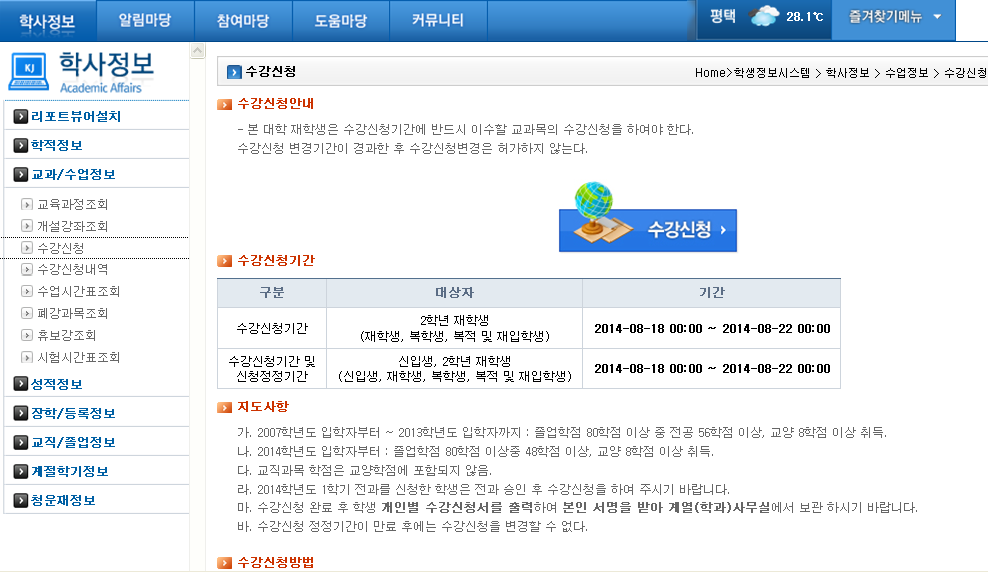 학사정보 알림마당 참여마당 도움마당 커뮤니티 평택 28.1℃ 즐겨찾기메뉴
KJ 학사정보
Academic Affairs
리포트뷰어설치
학적정보
교과/수업정보
교육과정조회
개설강좌조회
수강신청
수강신청내역
수업시간표조회
폐강과목조회
휴보강조회
시험시간표조회
성적정보
장학/등록정보
교직/졸업정보
계절학기정보
청운재정보
수강신청 Home>학생정보시스템 > 학사정보 > 수업정보 > 수강신청
수강신청안내
- 본 대학 재학생은 수강신청기간에 반드시 이수할 교과목의 수강신청을 하여야 한다.
수강신청 변경기간이 경과한 후 수강신청변경은 허가하지 않는다.
수강신청 ›
수강신청기간
구분 대상자 기간
수강신청기간 2학년 재학생
(재학생, 복학생, 복적 및 재입학생) 2014-08-18 00:00 ~ 2014-08-22 00:00
수강신청기간 및
신청정정기간 신입생, 2학년 재학생
(신입생, 재학생, 복학생, 복적 및 재입학생) 2014-08-18 00:00 ~ 2014-08-22 00:00
지도사항
가. 2007학년도 입학자부터 ~ 2013학년도 입학자까지 : 졸업학점 80학점 이상 중 전공 56학점 이상, 교양 8학점 이상 취득.
나. 2014학년도 입학자부터 : 졸업학점 80학점 이상중 48학점 이상, 교양 8학점 이상 취득.
다. 교직과목 학점은 교양학점에 포함되지 않음.
라. 2014학년도 1학기 전과를 신청한 학생은 전과 승인 후 수강신청을 하여 주시기 바랍니다.
마. 수강신청 완료 후 학생 개인별 수강신청서를 출력하여 본인 서명을 받아 계열(학과)사무실에서 보관 하시기 바랍니다.
바. 수강신청 정정기간이 만료 후에는 수강신청을 변경할 수 없다.
수강신청방법